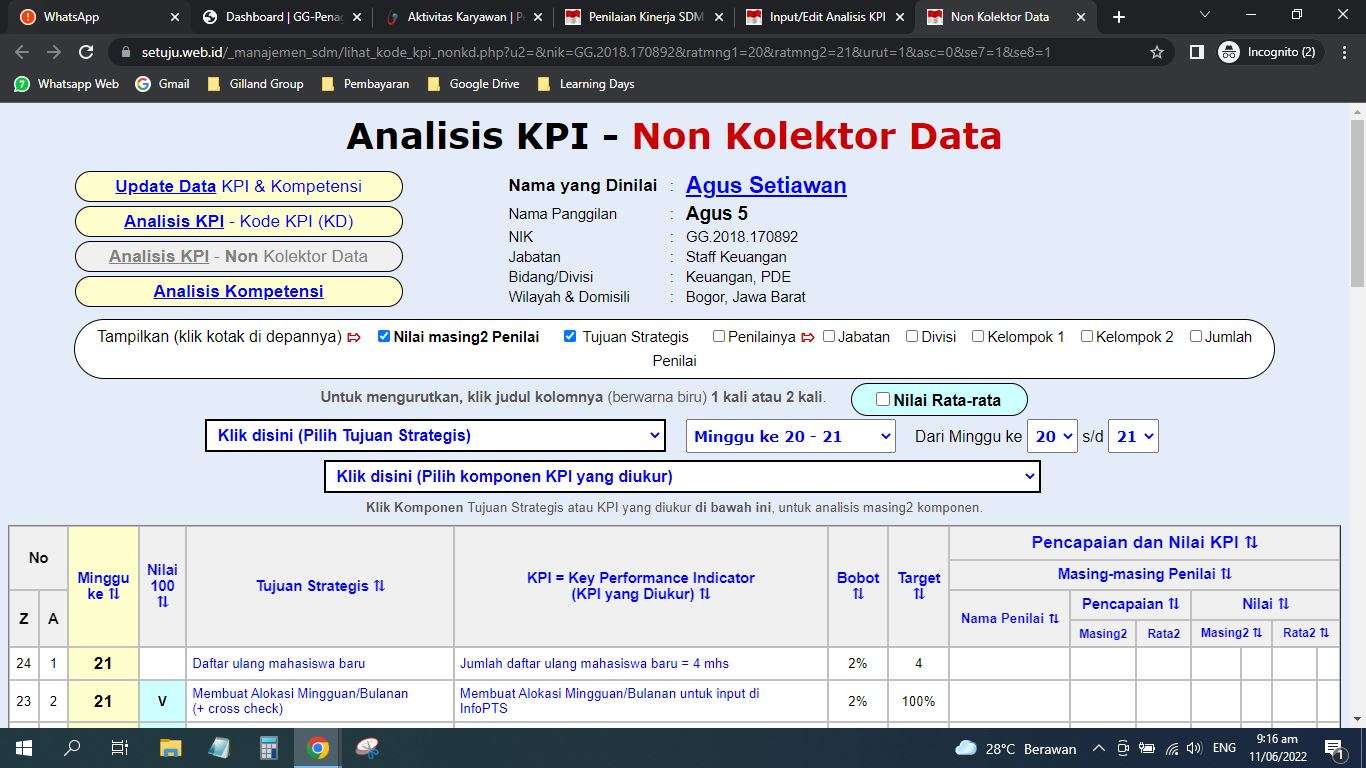 WhatsApp
Dashboard | GG-Pena
Aktivitas Karyawan | P
Penilaian Kinerja SDM
Input/Edit Analisis KPI
Non Kolektor Data
setuju.web.id/_manajemen_sdm/lihat_kode_kpi_nonkd.php?u2=&nik=GG.2018.170892&ratmng1=20&ratmng2=21&urut=1&asc=0&se7=1&se8=1
Incognito (2)
Whatsapp Web
Gmail
Gilland Group
Pembayaran
Google Drive
Learning Days
Analisis KPI - Non Kolektor Data
Update Data KPI & Kompetensi
Analisis KPI - Kode KPI (KD)
Analisis KPI - Non Kolektor Data
Analisis Kompetensi
Nama yang Dinilai : Agus Setiawan
Nama Panggilan : Agus 5
NIK : GG.2018.170892
Jabatan : Staff Keuangan
Bidang/Divisi : Keuangan, PDE
Wilayah & Domisili : Bogor, Jawa Barat
Tampilkan (klik kotak di depannya) ⇰ Nilai masing2 Penilai Tujuan Strategis Penilainya ⇰ Jabatan Divisi Kelompok 1 Kelompok 2 Jumlah
Penilai
Untuk mengurutkan, klik judul kolomnya (berwarna biru) 1 kali atau 2 kali.
Nilai Rata-rata
Klik disini (Pilih Tujuan Strategis)
Minggu ke 20 - 21
Dari Minggu ke 20 s/d 21
Klik disini (Pilih komponen KPI yang diukur)
Klik Komponen Tujuan Strategis atau KPI yang diukur di bawah ini, untuk analisis masing2 komponen.
No
Z
A
Minggu
ke ⇅
Nilai
100
⇅
Tujuan Strategis ⇅
KPI = Key Performance Indicator
(KPI yang Diukur) ⇅
Bobot
⇅
Target
⇅
Pencapaian dan Nilai KPI ⇅
Masing-masing Penilai ⇅
Nama Penilai ⇅
Pencapaian ⇅
Nilai ⇅
Masing2
Rata2
Masing2 ⇅
Rata2 ⇅
24 1 21 Daftar ulang mahasiswa baru Jumlah daftar ulang mahasiswa baru = 4 mhs 2% 4
23 2 21 V
Membuat Alokasi Mingguan/Bulanan
(+ cross check)
Membuat Alokasi Mingguan/Bulanan untuk input di
InfoPTS
2% 100%
28°C Berawan
ENG
9:16 am
11/06/2022
1